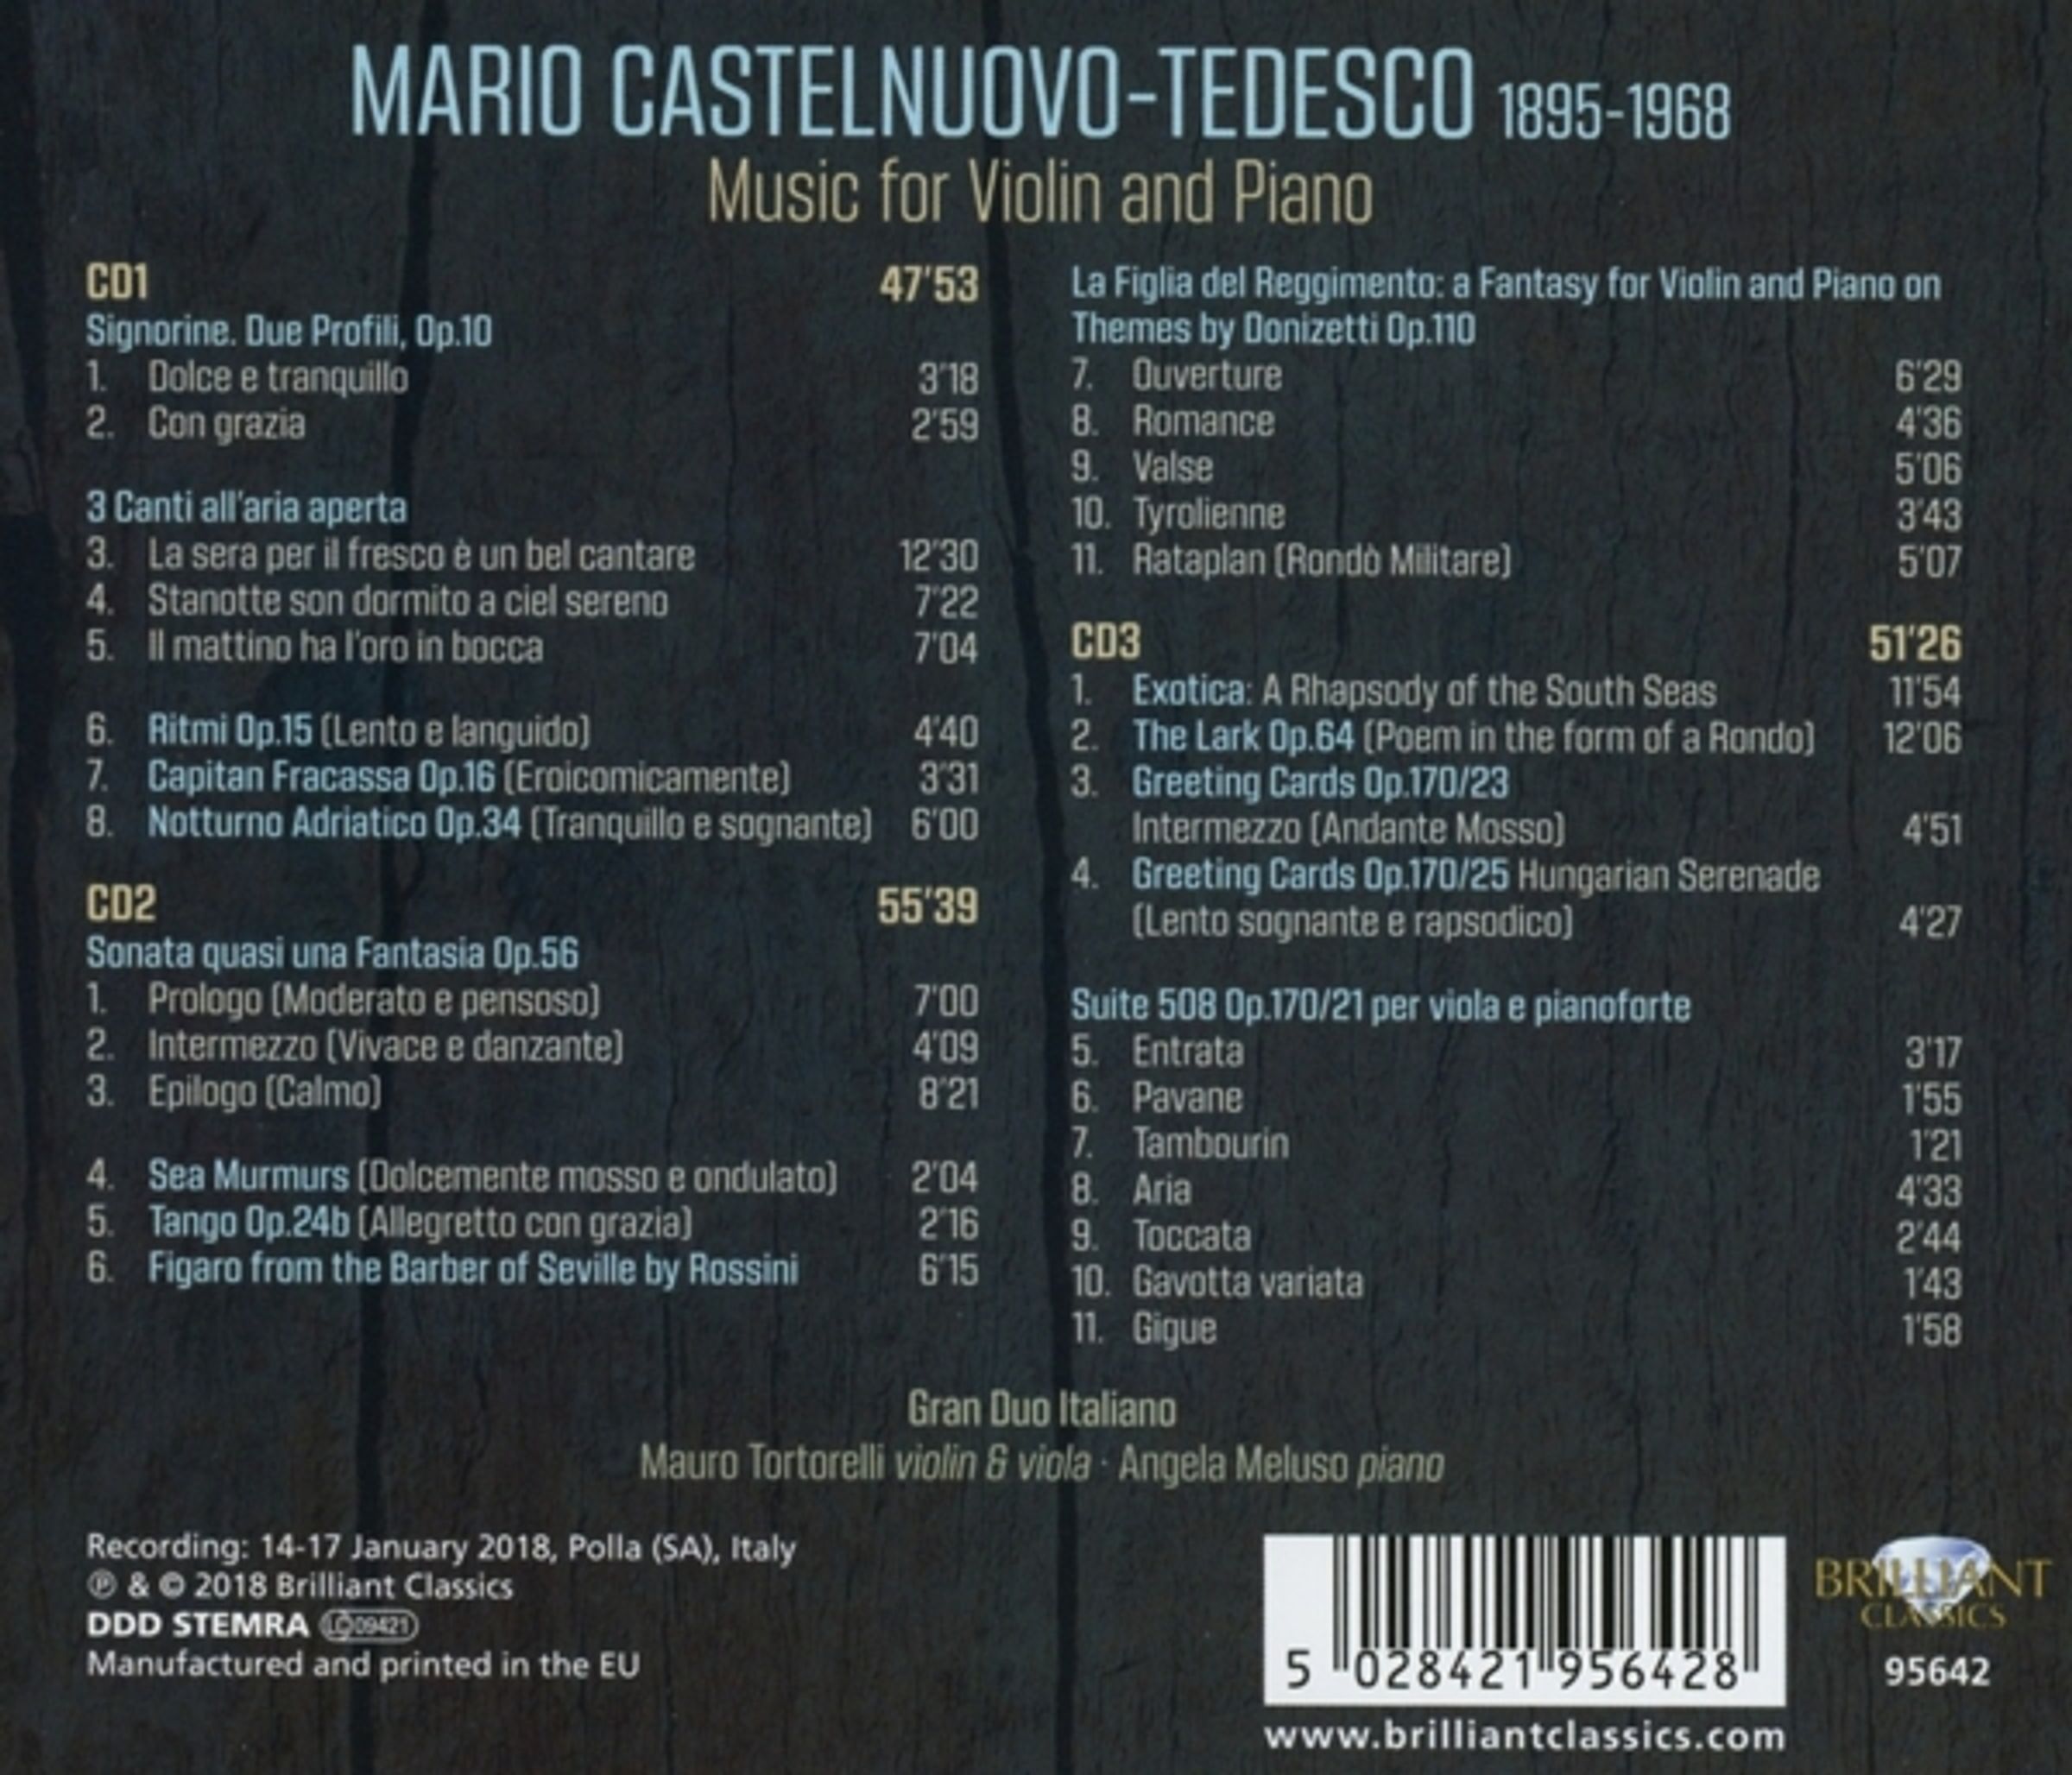 MARIO CASTELNUOVO-TEDESCO 1895-1968
Music for Violin and Piano
CD1 47'53
Signorine. Due Profili, Op.10
1. Dolce e tranquillo 3'18
2. Con grazia 2'59
3 Canti all'aria aperta
3. La sera per il fresco è un bel cantare 12'30
4. Stanotte son dormito a ciel sereno 7'22
5. Il mattino ha l'oro in bocca 7'04
6. Ritmi Op.15 (Lento e languido) 4'40
7. Capitan Fracassa Op.16 (Eroicomicamente) 3'31
8. Notturno Adriatico Op.34 (Tranquillo e sognante) 6'00
CD2 55'39
Sonata quasi una Fantasia Op.56
1. Prologo (Moderato e pensoso) 7'00
2. Intermezzo (Vivace e danzante) 4'09
3. Epilogo (Calmo) 8'21
4. Sea Murmurs (Dolcemente mosso e ondulato) 2'04
5. Tango Op.24b (Allegretto con grazia) 2'16
6. Figaro from the Barber of Seville by Rossini 6'15
La Figlia del Reggimento: a Fantasy for Violin and Piano on
Themes by Donizetti Op.110
7. Ouverture 6'29
8. Romance 4'36
9. Valse 5'06
10. Tyrolienne 3'43
11. Rataplan (Rondò Militare) 5'07
CD3 51'26
1. Exotica: A Rhapsody of the South Seas 11'54
2. The Lark Op.64 (Poem in the form of a Rondo) 12'06
3. Greeting Cards Op.170/23
Intermezzo (Andante Mosso) 4'51
4. Greeting Cards Op.170/25 Hungarian Serenade
(Lento sognante e rapsodico) 4'27
Suite 508 Op.170/21 per viola e pianoforte
5. Entrata 3'17
6. Pavane 1'55
7. Tambourin 1'21
8. Aria 4'33
9. Toccata 2'44
10. Gavotta variata 1'43
11. Gigue 1'58
Gran Duo Italiano
Mauro Tortorelli violin & viola · Angela Meluso piano
Recording: 14-17 January 2018, Polla (SA), Italy
℗ & © 2018 Brilliant Classics
DDD STEMRA LC 09421
Manufactured and printed in the EU
5 028421 956428
www.brilliantclassics.com
BRILLIANT
CLASSICS
95642